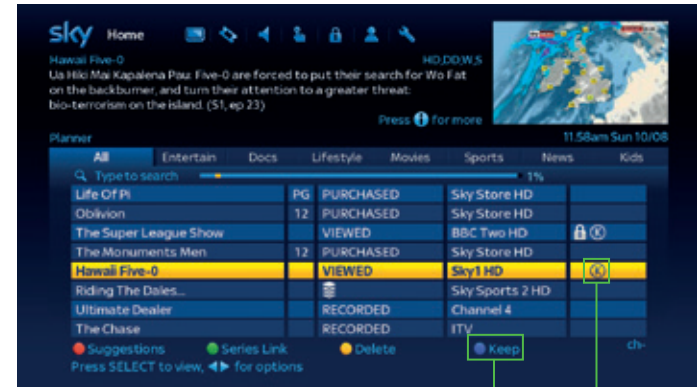 sky Home
Hawaii Five-0 HD,DD,W,S
Ua Hiki Mai Kapalena Pau: Five-0 are forced to put their search for Wo Fat
on the backburner, and turn their attention to a greater threat:
bio-terrorism on the island. (S1, ep 23)
Press i for more
Planner 11.58am Sun 10/08
All Entertain Docs Lifestyle Movies Sports News Kids
Type to search 1%
Life Of Pi PG PURCHASED Sky Store HD
Oblivion 12 PURCHASED Sky Store HD
The Super League Show VIEWED BBC Two HD K
The Monuments Men 12 PURCHASED Sky Store HD
Hawaii Five-0 VIEWED Sky1 HD K
Riding The Dales... Sky Sports 2 HD
Ultimate Dealer RECORDED Channel 4
The Chase RECORDED ITV
Suggestions Series Link Delete Keep ch-
Press SELECT to view, for options